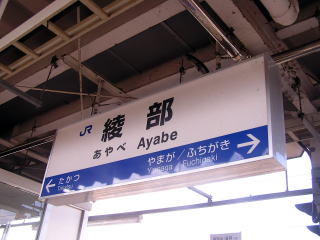 JR 綾部
あやべ Ayabe
← たかつ やまが/ふちがき →
Takatsu Yamaga / Fuchigaki